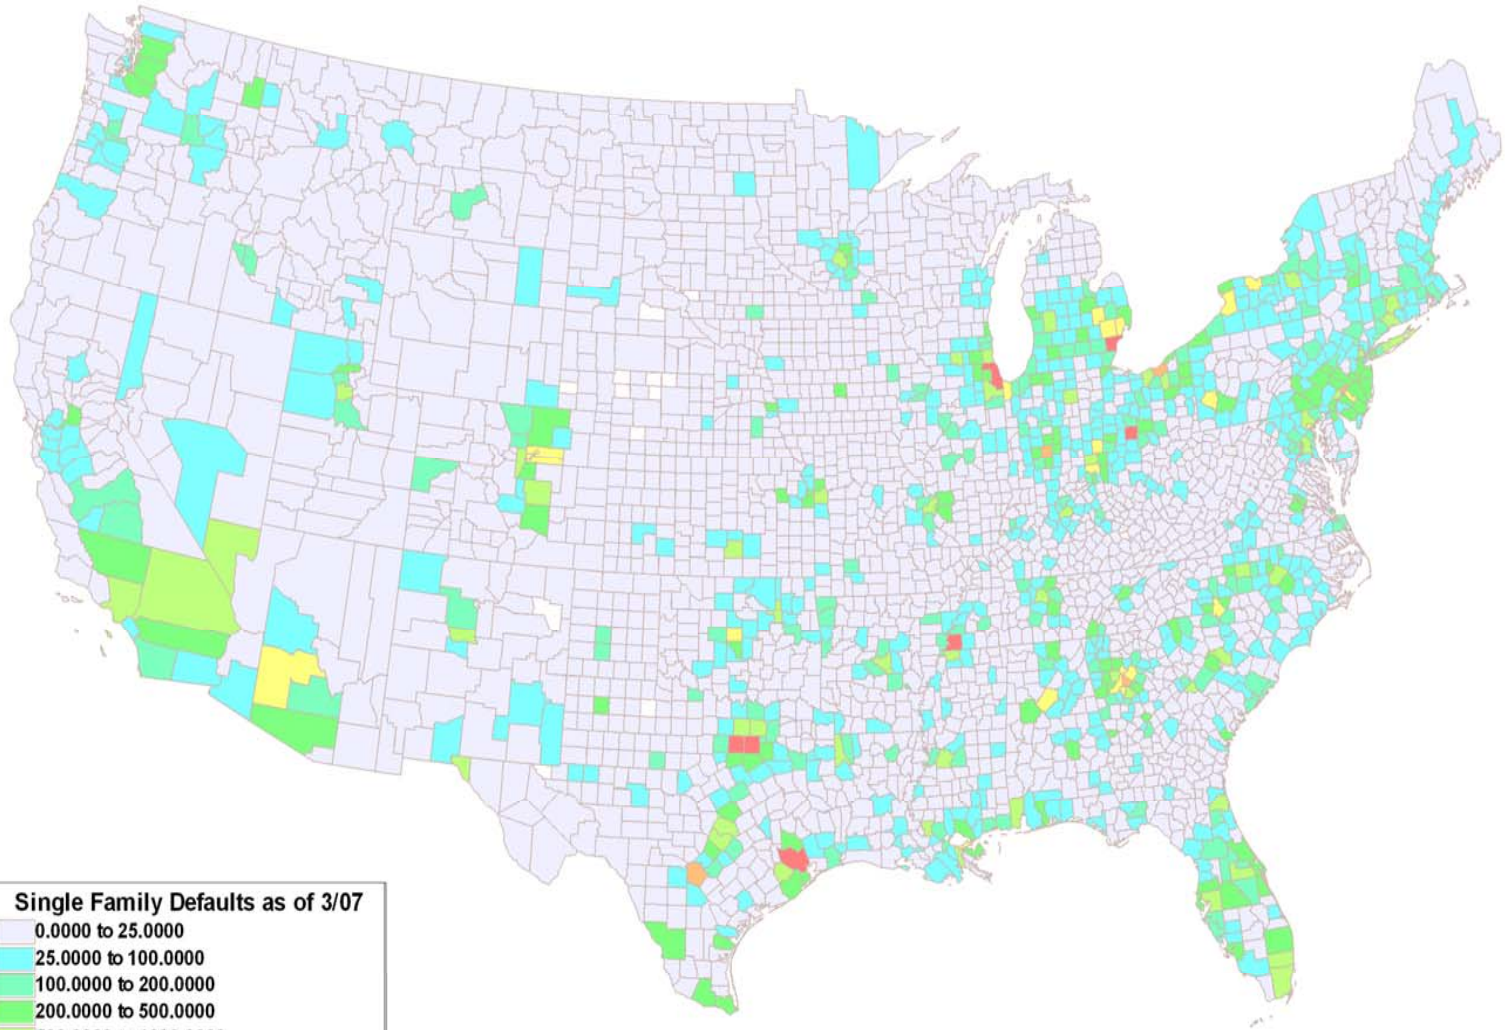 Single Family Defaults as of 3/07
0.0000 to 25.0000
25.0000 to 100.0000
100.0000 to 200.0000
200.0000 to 500.0000